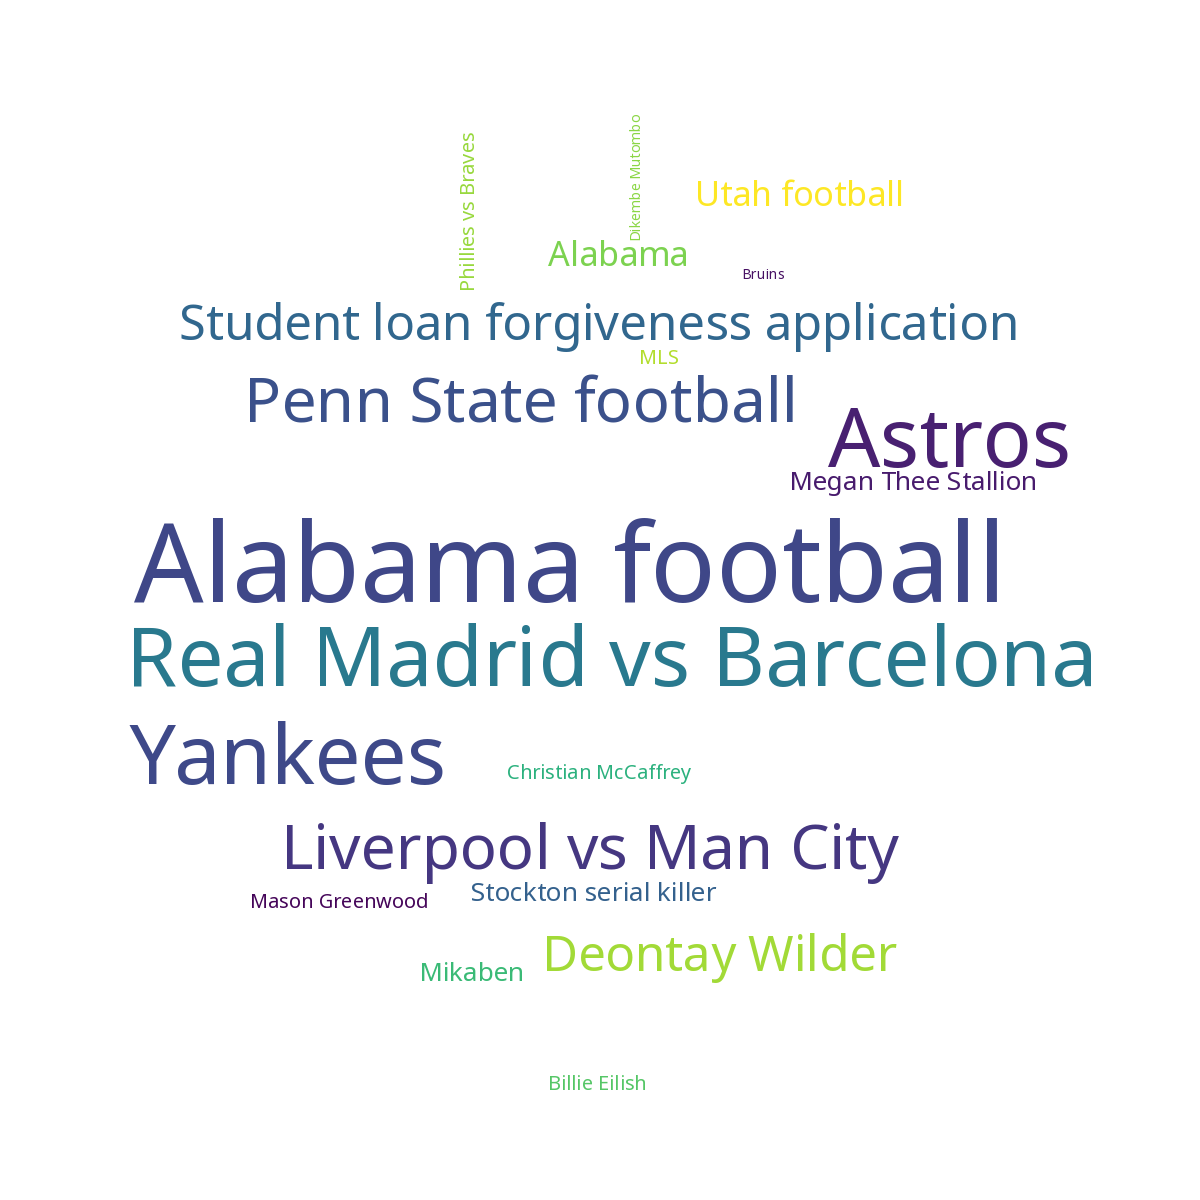 Phillies vs Braves
Dikembe Mutombo
Utah football
Alabama
Bruins
Student loan forgiveness application
MLS
Penn State football
Astros
Megan Thee Stallion
Alabama football
Real Madrid vs Barcelona
Yankees
Christian McCaffrey
Liverpool vs Man City
Mason Greenwood
Stockton serial killer
Deontay Wilder
Mikaben
Billie Eilish